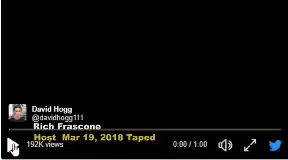 David Hogg
@davidhogg111
Rich Frascone
Host Mar 19, 2018 Taped
192K views
0:00 / 1:00